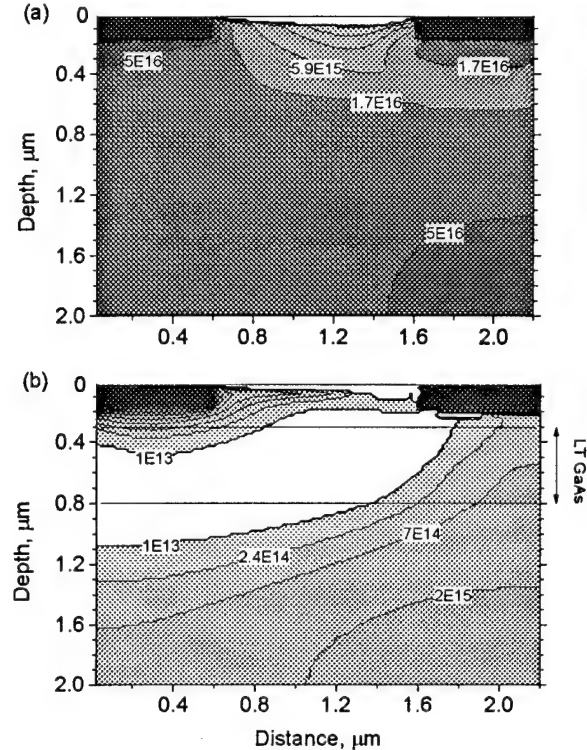 (a)
0
0.4
0.8
1.2
1.6
2.0
Depth, μm
5E16
5.9E15
1.7E16
1.7E16
5E16
0.4
0.8
1.2
1.6
2.0
(b)
0
0.4
0.8
1.2
1.6
2.0
Depth, μm
1E13
1E13
2.4E14
7E14
2E15
LT GaAs
0.4
0.8
1.2
1.6
2.0
Distance, μm